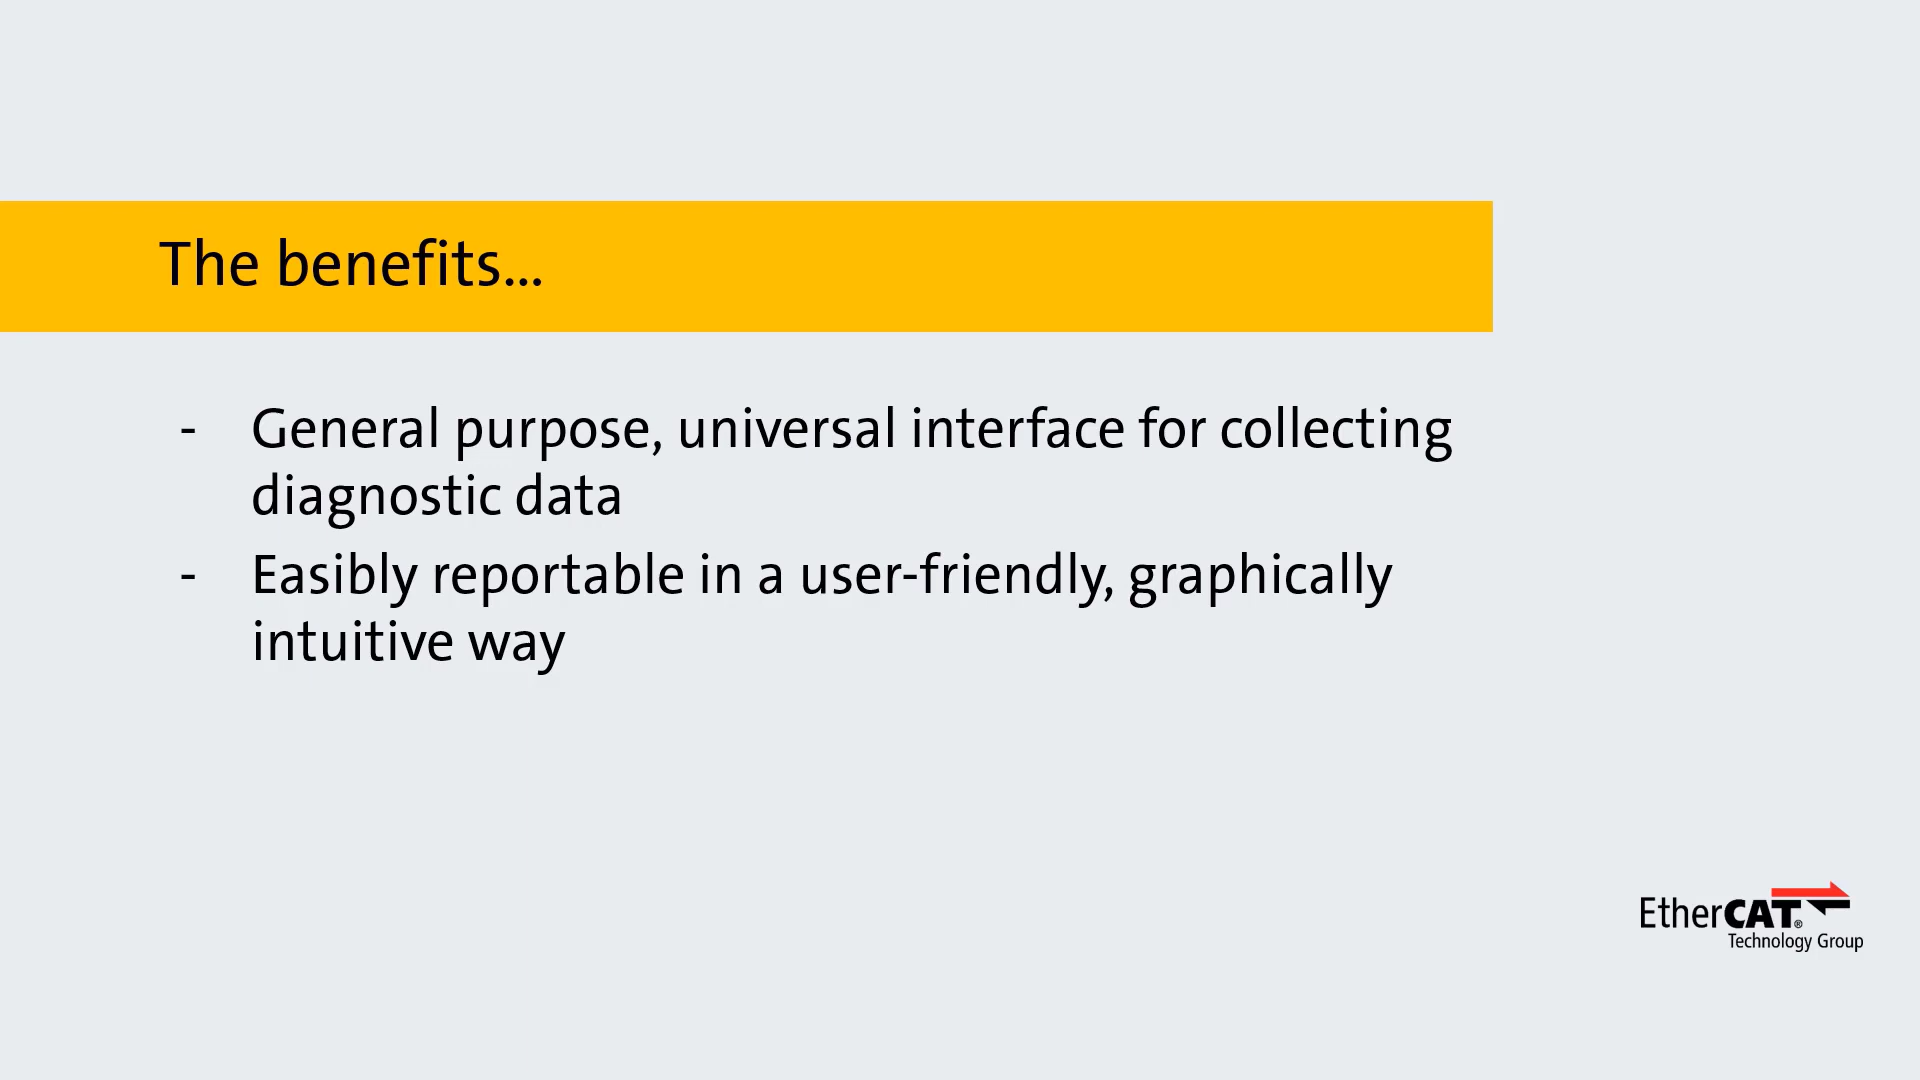 The benefits...
- General purpose, universal interface for collecting
diagnostic data
- Easibly reportable in a user-friendly, graphically
intuitive way
EtherCAT®
Technology Group